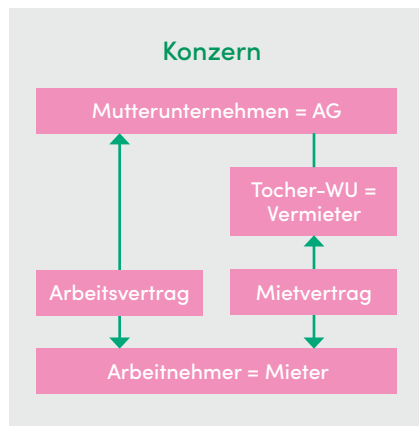 Konzern
Mutterunternehmen = AG
Tocher-WU =
Vermieter
Arbeitsvertrag
Mietvertrag
Arbeitnehmer = Mieter